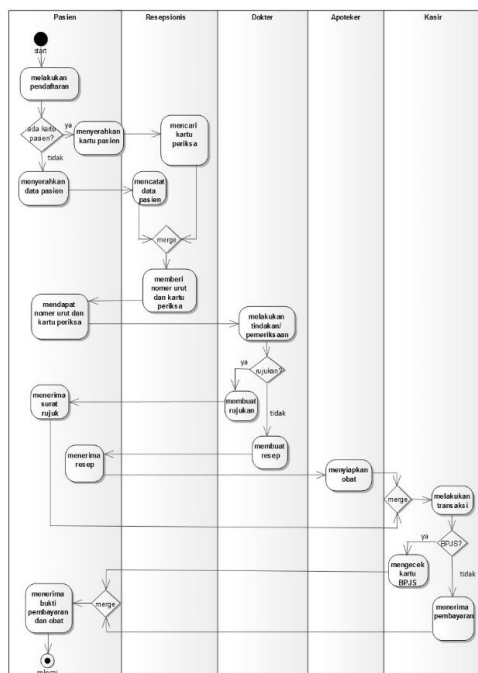 Pasien Resepsionis Dokter Apoteker Kasir
start
melakukan
pendaftaran
ada kartu
pasien?
ya
menyerahkan
kartu pasien
mencari
kartu
periksa
tidak
menyerahkan
data pasien
mencatat
data
pasien
merge
memberi
nomer urut
dan kartu
periksa
mendapat
nomer urut dan
kartu periksa
melakukan
tindakan/
pemeriksaan
ya
rujukan?
menerima
surat
rujuk
membuat
rujukan
tidak
menerima
resep
membuat
resep
menyiapkan
obat
merge
melakukan
transaksi
ya
BPJS?
mengecek
kartu
BPJS
tidak
menerima
bukti
pembayaran
dan obat
merge
menerima
pembayaran